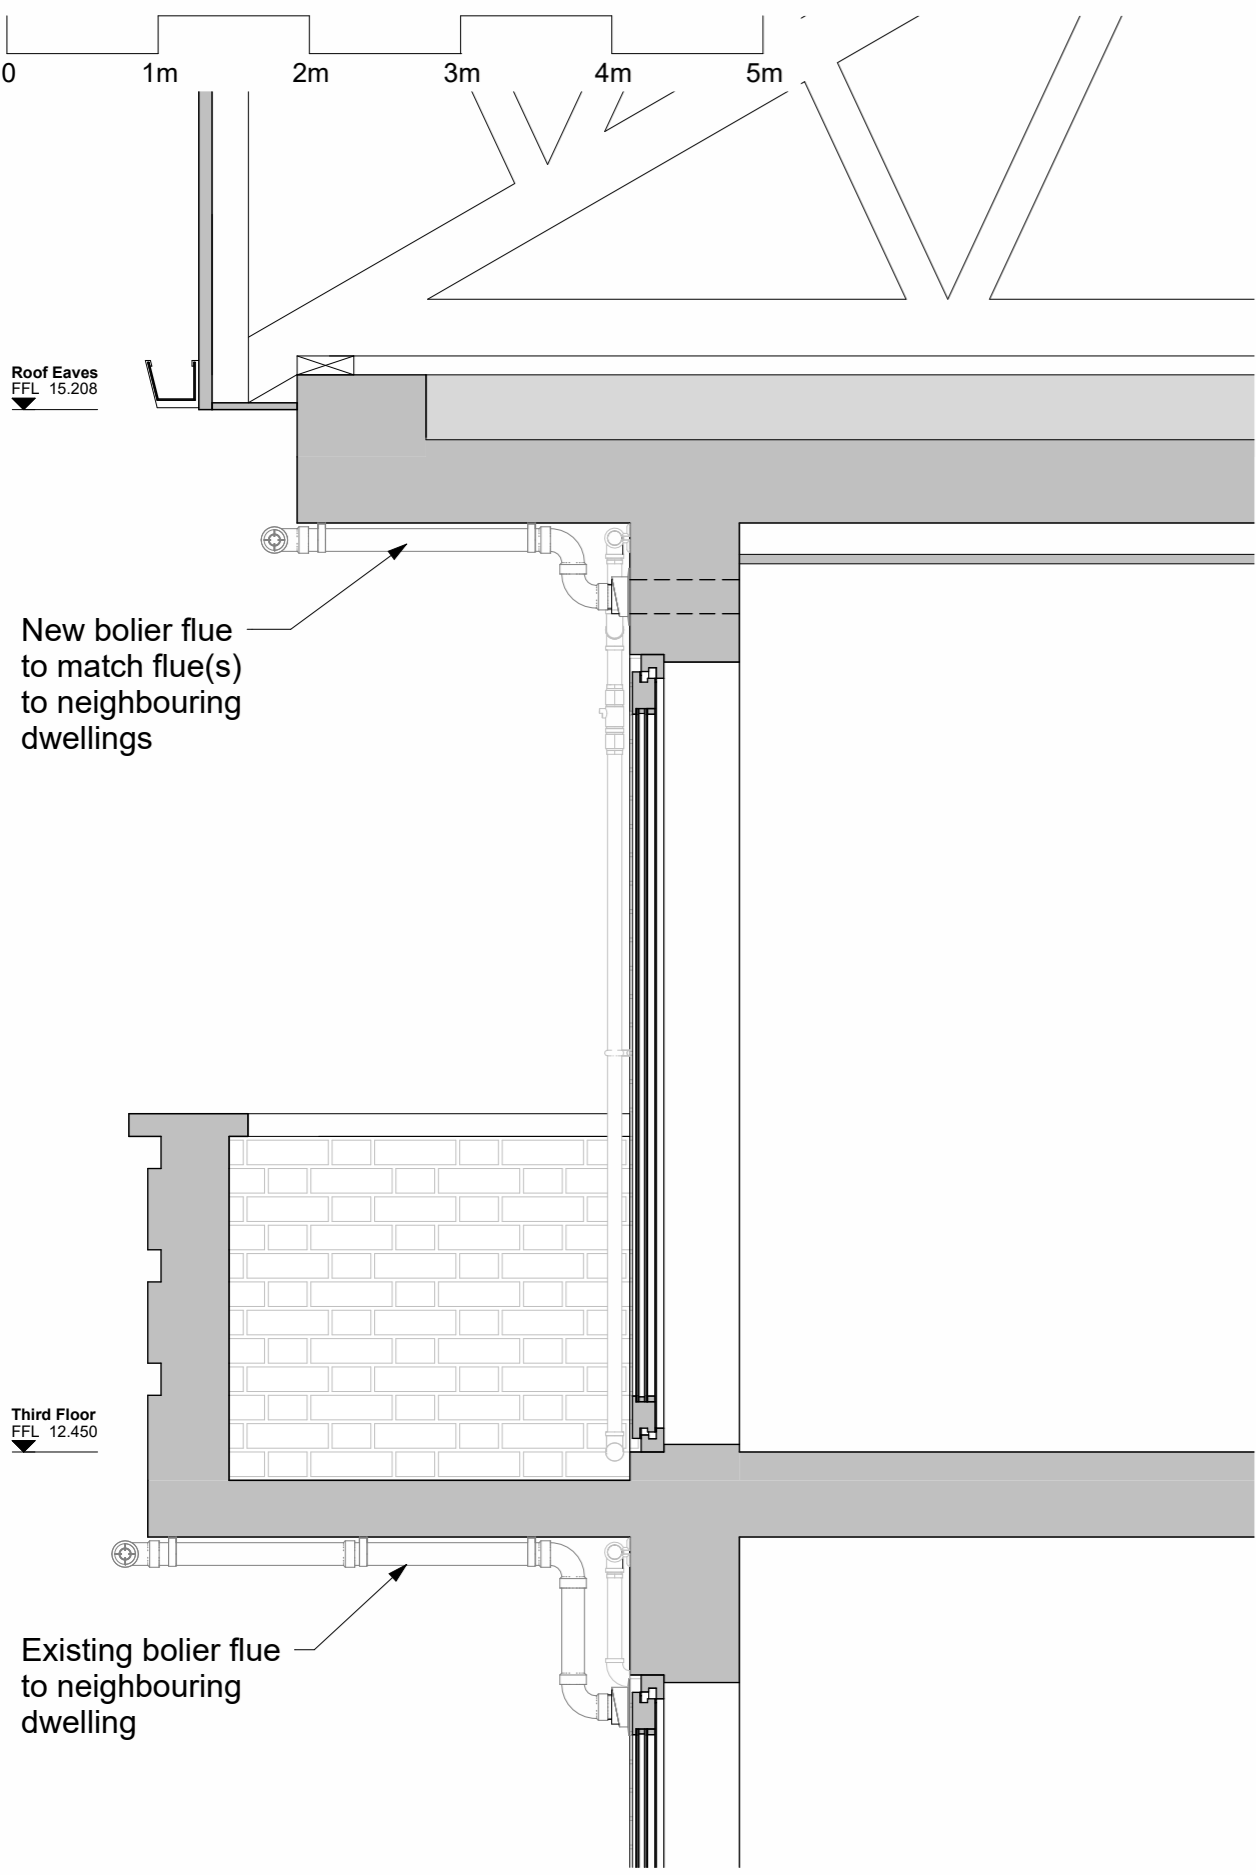 0 1m 2m 3m 4m 5m
Roof Eaves
FFL 15.208
New bolier flue
to match flue(s)
to neighbouring
dwellings
Third Floor
FFL 12.450
Existing bolier flue
to neighbouring
dwelling